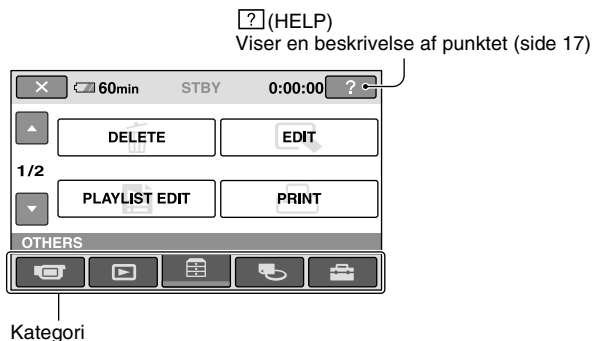 ? (HELP)
Viser en beskrivelse af punktet (side 17)
60min STBY 0:00:00 ?
DELETE EDIT
1/2
PLAYLIST EDIT PRINT
OTHERS
Kategori